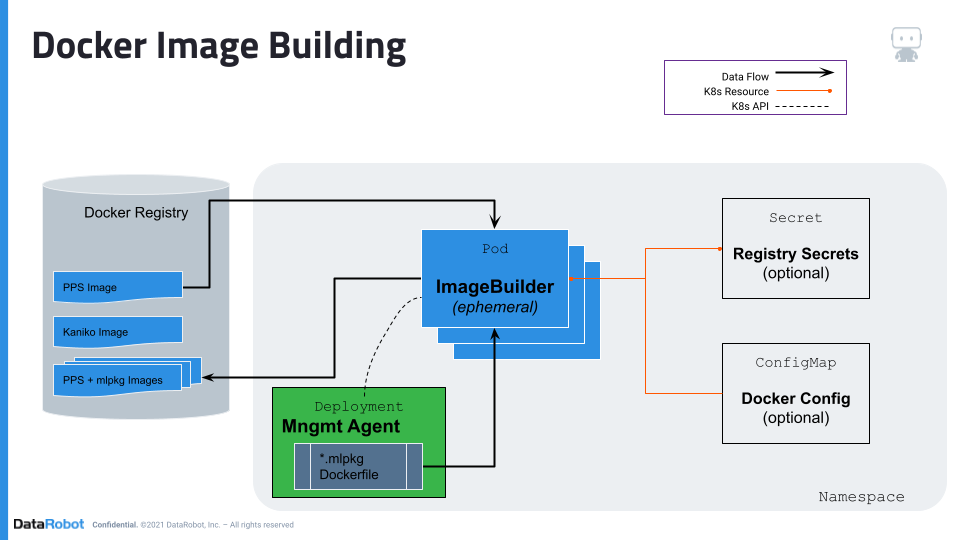 Docker Image Building
Data Flow
K8s Resource
K8s API
Docker Registry
PPS Image
Kaniko Image
PPS + mlpkg Images
Pod
ImageBuilder
(ephemeral)
Deployment
Mngmt Agent
*.mlpkg
Dockerfile
Secret
Registry Secrets
(optional)
ConfigMap
Docker Config
(optional)
Namespace
DataRobot Confidential. ©2021 DataRobot, Inc. – All rights reserved